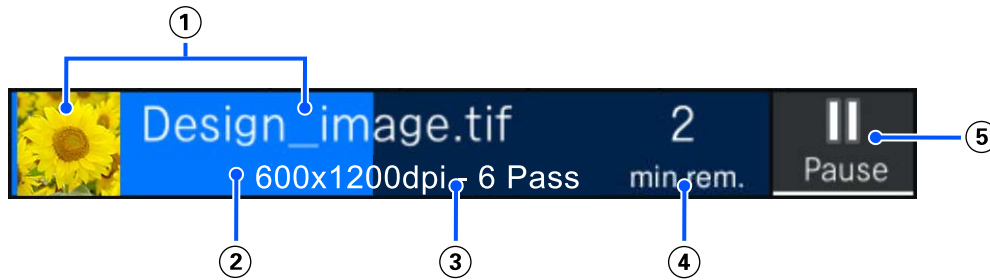 1
Design_image.tif
2
600x1200dpi - 6 Pass
min rem.
Pause
5
2
3
4